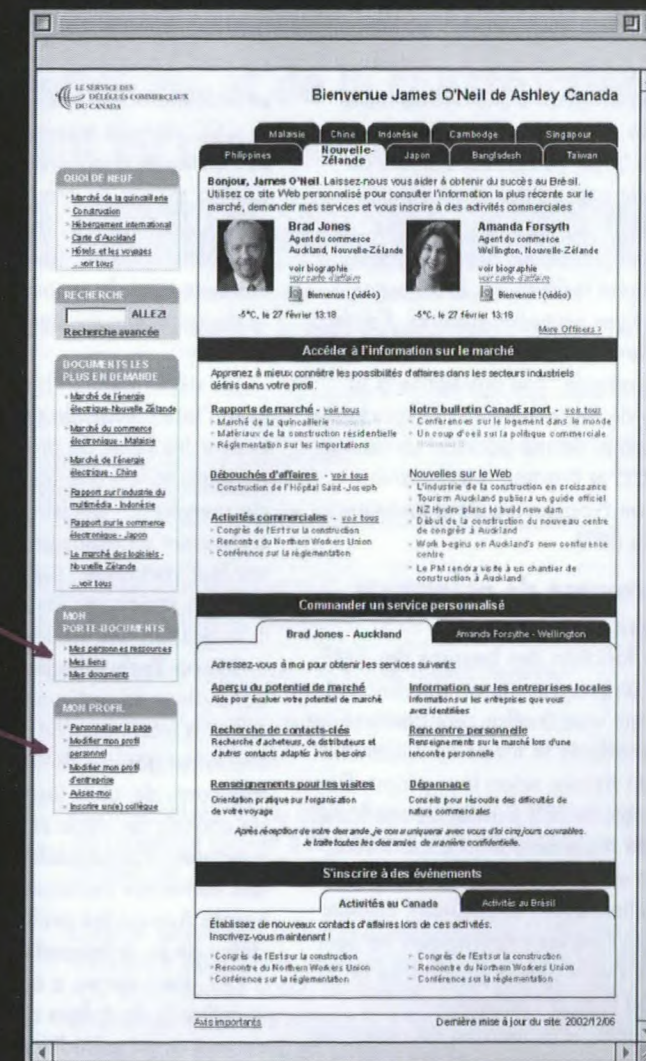 LE SERVICE DES
DÉLÉGUÉS COMMERCIAUX
DU CANADA
Bienvenue James O'Neil de Ashley Canada
Malaisie Chine Indonésie Cambodge Singapour
Philippines Nouvelle-
Zélande Japon Bangladesh Taiwan
QUOI DE NEUF
Marché de la quincaillerie
Construction
Hébergement international
Carte d'Auckland
Hôtels et les voyages
...voir tous
RECHERCHE
ALLEZ!
Recherche avancée
DOCUMENTS LES
PLUS EN DEMANDE
Marché de l'énergie
électrique-Nouvelle Zélande
Marché du commerce
électronique - Malaisie
Marché de l'énergie
électrique - Chine
Rapport sur l'industrie du
multimédia - Indonésie
Rapport sur le commerce
électronique - Japon
Le marché des logiciels -
Nouvelle Zélande
...voir tous
MON
PORTE-DOCUMENTS
Mes personnes ressources
Mes liens
Mes documents
MON PROFIL
Personnaliser la page
Modifier mon profil
personnel
Modifier mon profil
d'entreprise
Avisez-moi
Inscrire un(e) collègue
Bonjour, James O'Neil. Laissez-nous vous aider à obtenir du succès au Brésil.
Utilisez ce site Web personalisé pour consulter l'information la plus récente sur le
marché, demander mes services et vous inscrire à des activités commerciales
Brad Jones
Agent du commerce
Auckland, Nouvelle-Zélande
voir biographie
voir carte d'affaire
Bienvenue ! (vidéo)
-5°C, le 27 février 13:18
Amanda Forsyth
Agent du commerce
Wellington, Nouvelle-Zélande
voir biographie
voir carte d'affaire
Bienvenue ! (vidéo)
-5°C, le 27 février 13:18
More Officers >
Accéder à l'information sur le marché
Apprenez à mieux connître les possibilités d'affaires dans les secteurs industriels
définis dans votre profil.
Rapports de marché - voir tous
Marché de la quincaillerie
Matériaux de la construction résidentielle
Réglementation sur les importations
Débouchés d'affaires - voir tous
Construction de l'Hôpital Saint-Joseph
Activités commerciales - voir tous
Congrès de l'Est sur la construction
Rencontre du Northern Workers Union
Conférence sur la réglementation
Notre bulletin CanadExport - voir tous
Conférences sur le logement dans le monde
Un coup d'oeil sur la politique commerciale
Nouvelles sur le Web
L'industrie de la construction en croissance
Tourism Auckland publiera un guide officiel
NZ Hydro plans to build new dam
Début de la construction du nouveau centre
de congrès à Auckland
Work begins on Auckland's new conference
centre
Le PM rendra visite à un chantier de
construction à Auckland
Commander un service personnalisé
Brad Jones - Auckland Amanda Forsythe - Wellington
Adressez-vous à moi pour obtenir les services suivants:
Aperçu du potentiel de marché
Aide pour évaluer votre potentiel de marché
Recherche de contacts-clés
Recherche d'acheteurs, de distributeurs et
d'autres contacts adaptés à vos besoins
Renseignements pour les visites
Orientation pratique sur l'organisation
de votre voyage
Information sur les entreprises locales
Information sur les entreprises que vous
avez identifiées
Rencontre personnelle
Renseignements sur le marché lors d'une
rencontre personnelle
Dépannage
Conseils pour résoudre des difficultés de
nature commerciales
Après réception de votre demande, je communiquerai avec vous d'ici cinq jours ouvrables.
Je traite toutes les demandes de manière confidentielle.
S'inscrire à des événements
Activités au Canada Activités au Brésil
Établissez de nouveaux contacts d'affaires lors de ces activités.
Inscrivez-vous maintenant !
Congrès de l'Est sur la construction
Rencontre du Northern Workers Union
Conférence sur la réglementation
Congrès de l'Est sur la construction
Rencontre du Northern Workers Union
Conférence sur la réglementation
Avis importants
Dernière mise à jour du site: 2002/12/06